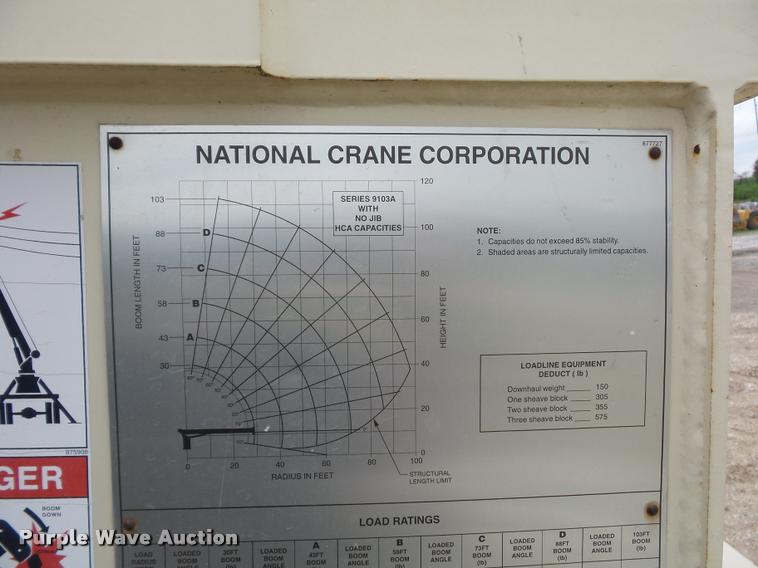 NATIONAL CRANE CORPORATION
877727
SERIES 9103A
WITH
NO JIB
HCA CAPACITIES
BOOM LENGTH IN FEET
103
88
73
58
43
30
D
C
B
A
120
100
80
60
40
20
0
HEIGHT IN FEET
0
20
40
60
80
100
RADIUS IN FEET
STRUCTURAL
LENGTH LIMIT
NOTE:
1. Capacities do not exceed 85% stability.
2. Shaded areas are structurally limited capacities.
LOADLINE EQUIPMENT
DEDUCT ( lb )
Downhaul weight 150
One sheave block 305
Two sheave block 355
Three sheave block 575
875908
GER
BOOM
DOWN
LOAD RATINGS
LOAD
RADIUS
LOADED
BOOM
ANGLE
30FT
BOOM
(lb)
LOADED
BOOM
ANGLE
A
43FT
BOOM
(lb)
LOADED
BOOM
ANGLE
B
58FT
BOOM
(lb)
LOADED
BOOM
ANGLE
C
73FT
BOOM
(lb)
LOADED
BOOM
ANGLE
D
88FT
BOOM
(lb)
LOADED
BOOM
ANGLE
103FT
BOOM
(lb)
Purple Wave Auction